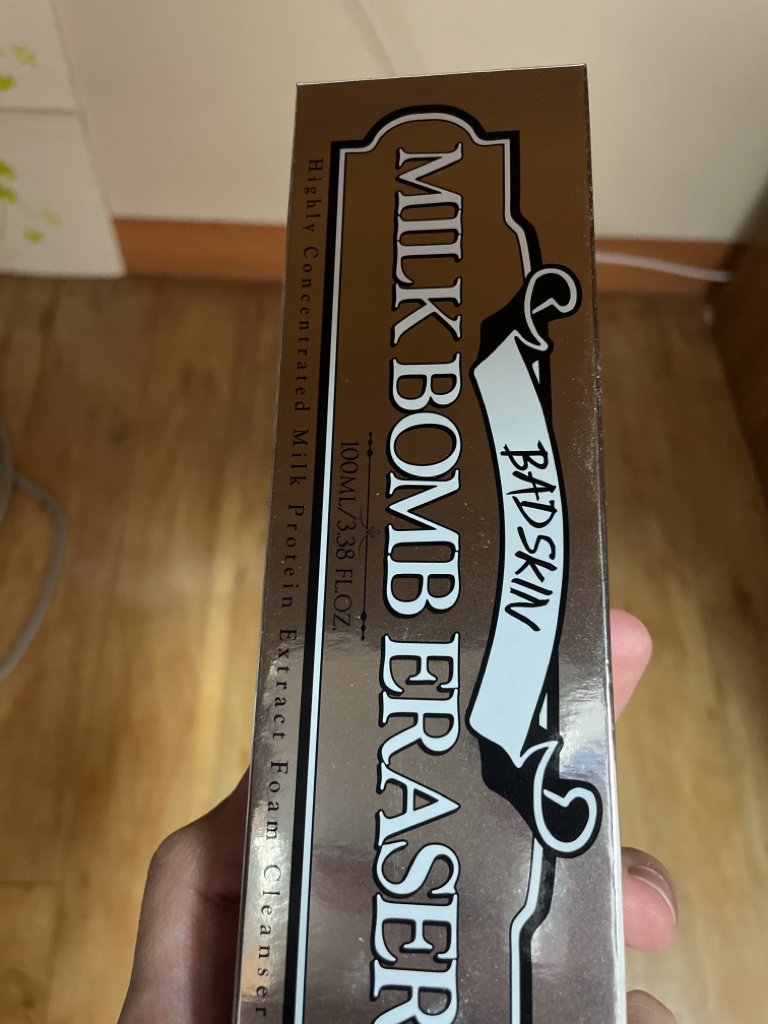 BADSKIN
MILK BOMB ERASER
100ML/3.38 FL.OZ.
Highly Concentrated Milk Protein Extract Foam Cleanser